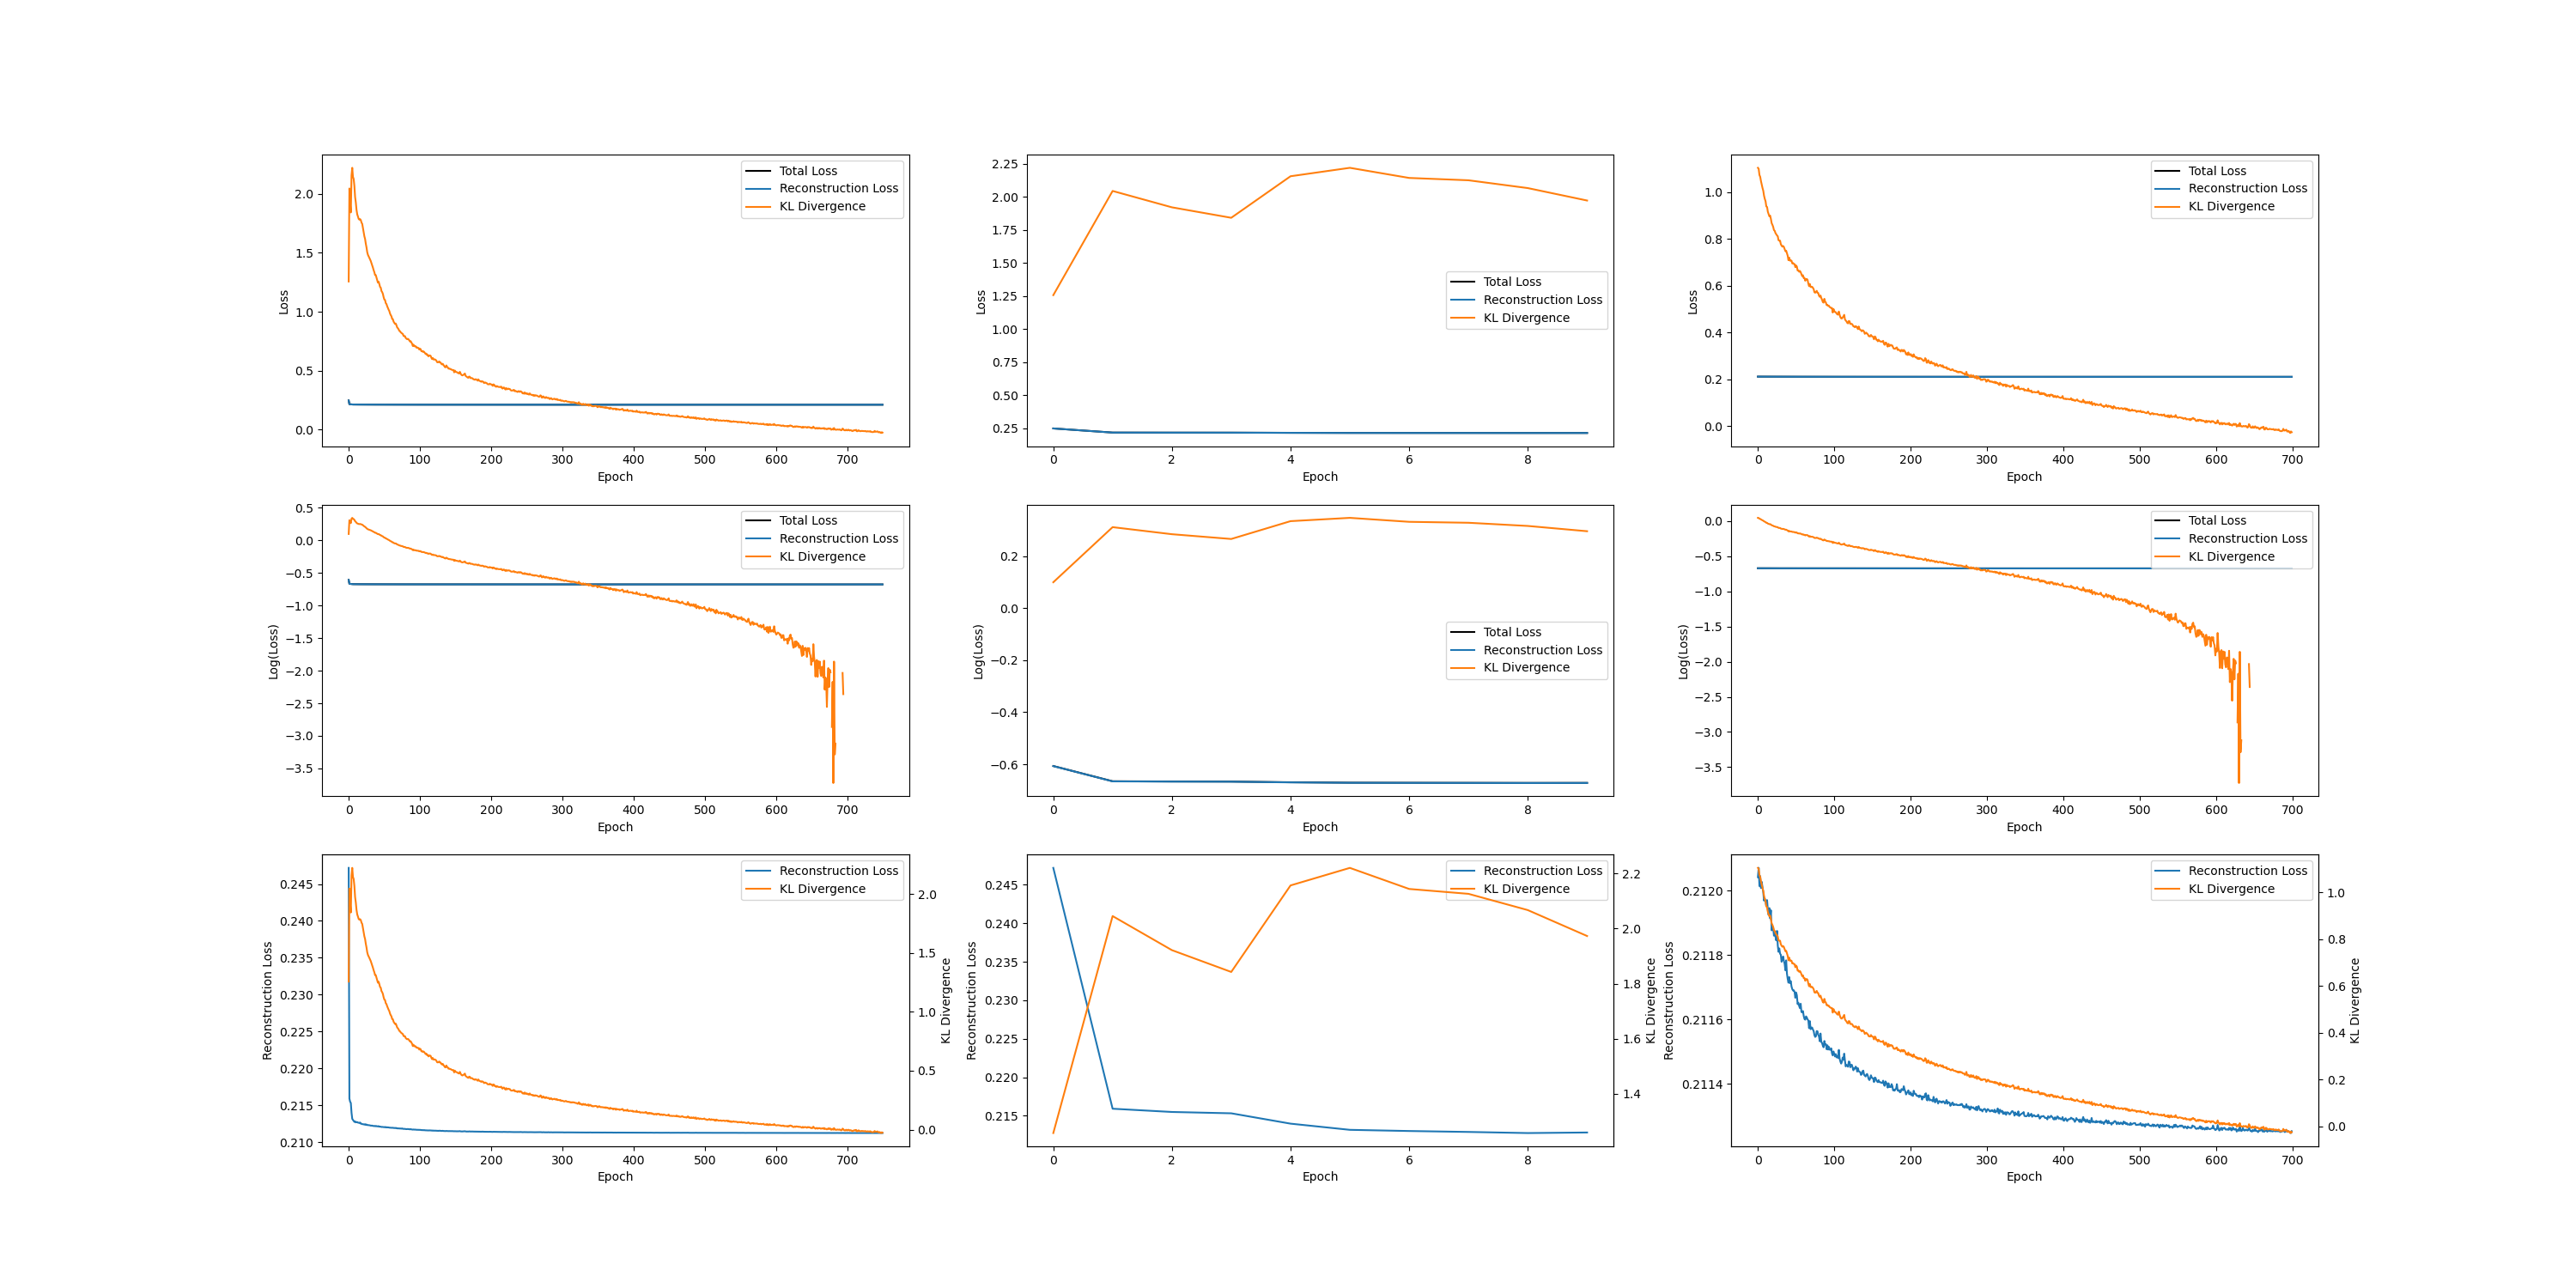 Loss
2.0
1.5
1.0
0.5
0.0
Total Loss
Reconstruction Loss
KL Divergence
0 100 200 300 400 500 600 700
Epoch
Loss
2.25
2.00
1.75
1.50
1.25
1.00
0.75
0.50
0.25
Total Loss
Reconstruction Loss
KL Divergence
0 2 4 6 8
Epoch
Loss
1.0
0.8
0.6
0.4
0.2
0.0
Total Loss
Reconstruction Loss
KL Divergence
0 100 200 300 400 500 600 700
Epoch
Log(Loss)
0.5
0.0
−0.5
−1.0
−1.5
−2.0
−2.5
−3.0
−3.5
Total Loss
Reconstruction Loss
KL Divergence
0 100 200 300 400 500 600 700
Epoch
Log(Loss)
0.2
0.0
−0.2
−0.4
−0.6
Total Loss
Reconstruction Loss
KL Divergence
0 2 4 6 8
Epoch
Log(Loss)
0.0
−0.5
−1.0
−1.5
−2.0
−2.5
−3.0
−3.5
Total Loss
Reconstruction Loss
KL Divergence
0 100 200 300 400 500 600 700
Epoch
Reconstruction Loss
0.245
0.240
0.235
0.230
0.225
0.220
0.215
0.210
Reconstruction Loss
KL Divergence
2.0
1.5
1.0
0.5
0.0
KL Divergence
0 100 200 300 400 500 600 700
Epoch
Reconstruction Loss
0.245
0.240
0.235
0.230
0.225
0.220
0.215
Reconstruction Loss
KL Divergence
2.2
2.0
1.8
1.6
1.4
KL Divergence
0 2 4 6 8
Epoch
Reconstruction Loss
0.2120
0.2118
0.2116
0.2114
Reconstruction Loss
KL Divergence
1.0
0.8
0.6
0.4
0.2
0.0
KL Divergence
0 100 200 300 400 500 600 700
Epoch